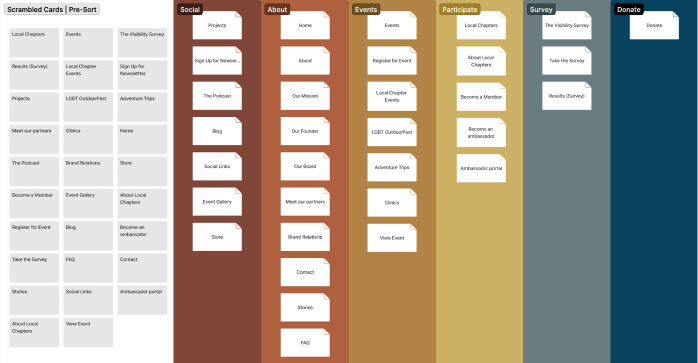 Scrambled Cards | Pre-Sort
Local Chapters
Events
The Visibility Survey
Results (Survey)
Local Chapter
Events
Sign Up for
Newsletter
Projects
LGBT OutdoorFest
Adventure Trips
Meet our partners
Clinics
Home
The Podcast
Brand Relations
Store
Become a Member
Event Gallery
About Local
Chapters
Register for Event
Blog
Become an
ambassador
Take the Survey
FAQ
Contact
Stories
Social Links
Ambassador portal
About Local
Chapters
View Event
Social
Projects
Sign Up for Newsle...
The Podcast
Blog
Social Links
Event Gallery
Store
About
Home
About
Our Mission
Our Founder
Our Board
Meet our partners
Brand Relations
Contact
Stories
FAQ
Events
Events
Register for Event
Local Chapter
Events
LGBT OutdoorFest
Adventure Trips
Clinics
View Event
Participate
Local Chapters
About Local
Chapters
Become a Member
Become an
ambassador
Ambassador portal
Survey
The Visibility Survey
Take the Survey
Results (Survey)
Donate
Donate